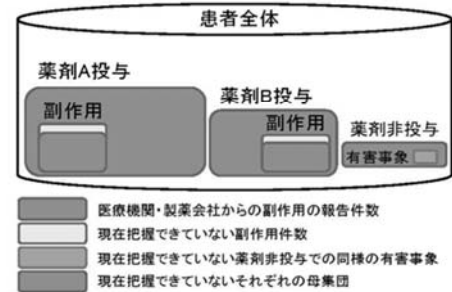 患者全体
薬剤A投与
副作用
薬剤B投与
副作用
薬剤非投与
有害事象
医療機関・製薬会社からの副作用の報告件数
現在把握できていない副作用件数
現在把握できていない薬剤非投与での同様の有害事象
現在把握できていないそれぞれの母集団